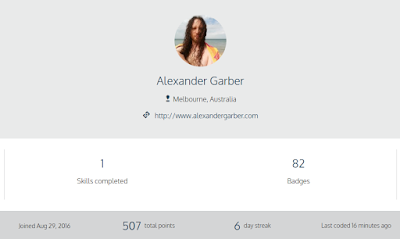 Alexander Garber
Melbourne, Australia
http://www.alexandergarber.com
1
Skills completed
82
Badges
Joined Aug 29, 2016
507 total points
6 day streak
Last coded 16 minutes ago